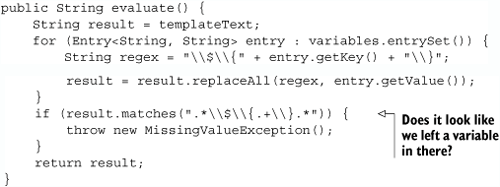 public String evaluate() {
    String result = templateText;
    for (Entry<String, String> entry : variables.entrySet()) {
        String regex = "\\$\\{" + entry.getKey() + "\\}";
        result = result.replaceAll(regex, entry.getValue());
    }
    if (result.matches(".*\\$\\{.+\\}.*")) {
        throw new MissingValueException();
    }
    return result;
}
Does it look like
we left a variable
in there?